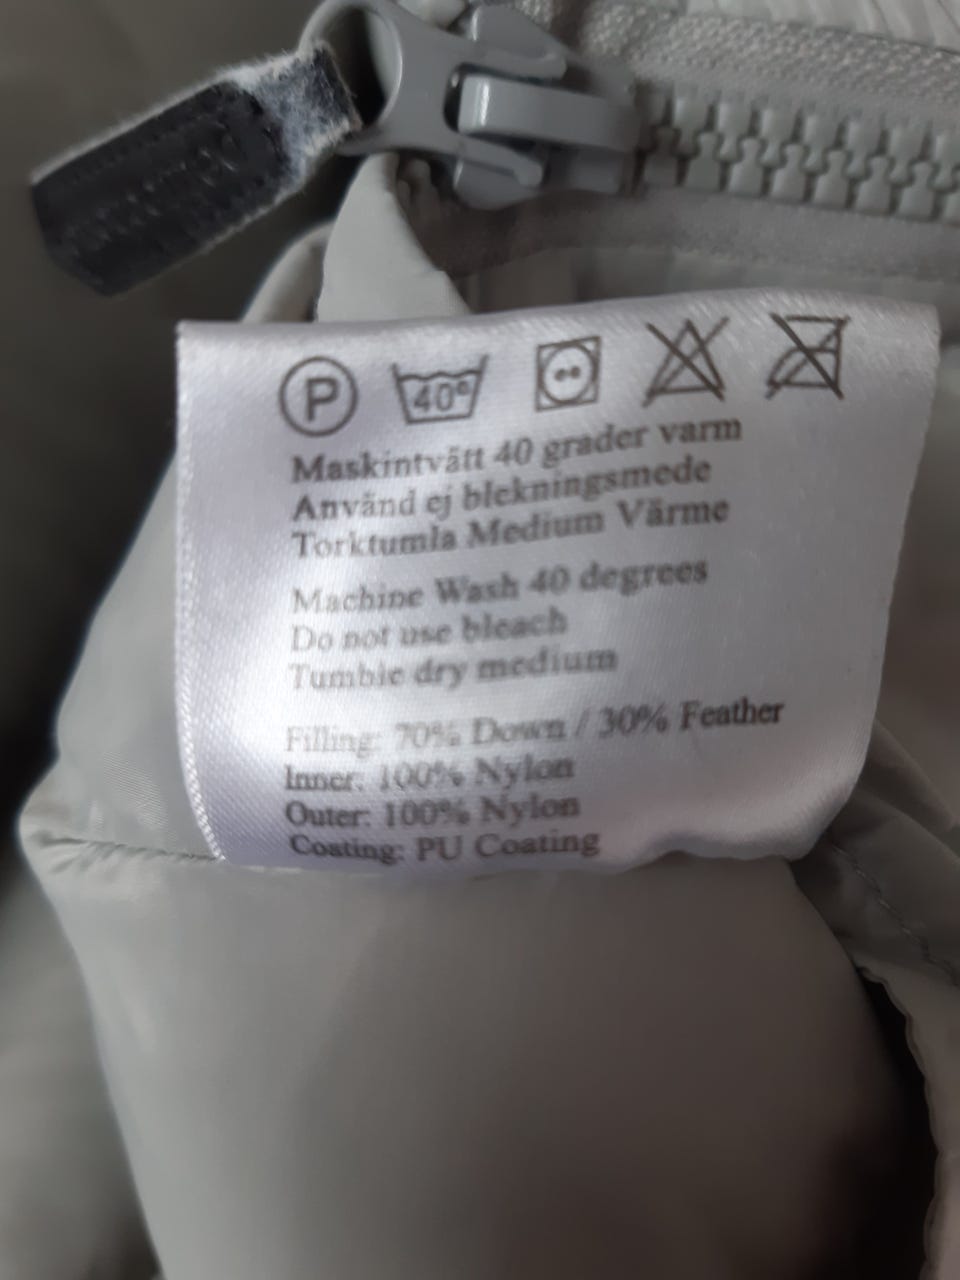 P 40°
Maskintvätt 40 grader varm
Använd ej blekningsmede
Torktumla Medium Värme
Machine Wash 40 degrees
Do not use bleach
Tumble dry medium
Filling: 70% Down / 30% Feather
Inner: 100% Nylon
Outer: 100% Nylon
Coating: PU Coating